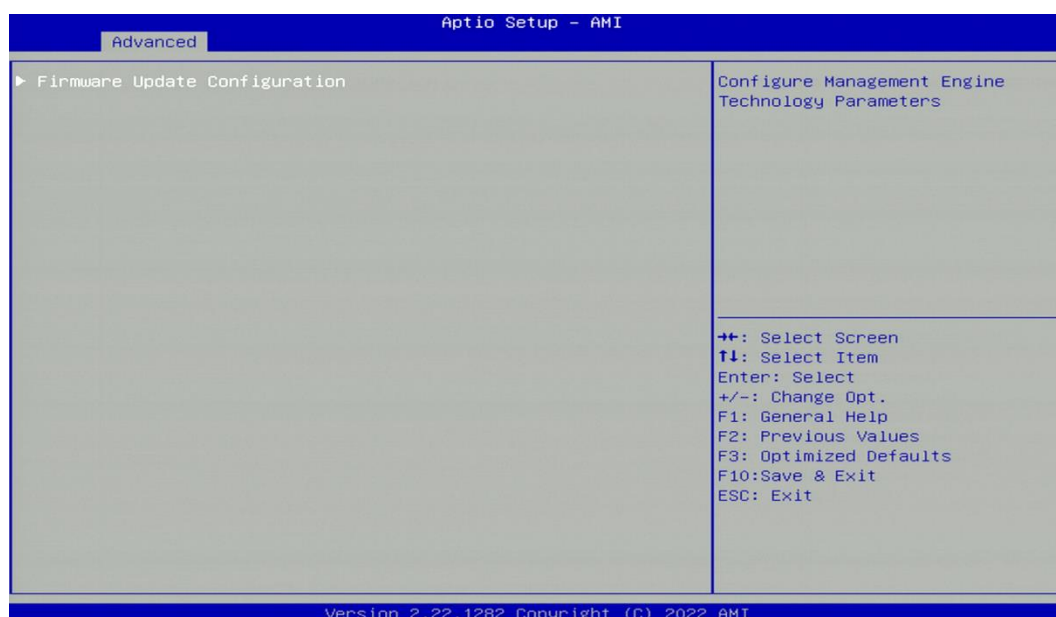 Aptio Setup – AMI
Advanced
▶ Firmware Update Configuration
Configure Management Engine
Technology Parameters
→←: Select Screen
↑↓: Select Item
Enter: Select
+/-: Change Opt.
F1: General Help
F2: Previous Values
F3: Optimized Defaults
F10:Save & Exit
ESC: Exit
Version 2.22.1282 Copyright (C) 2022 AMI